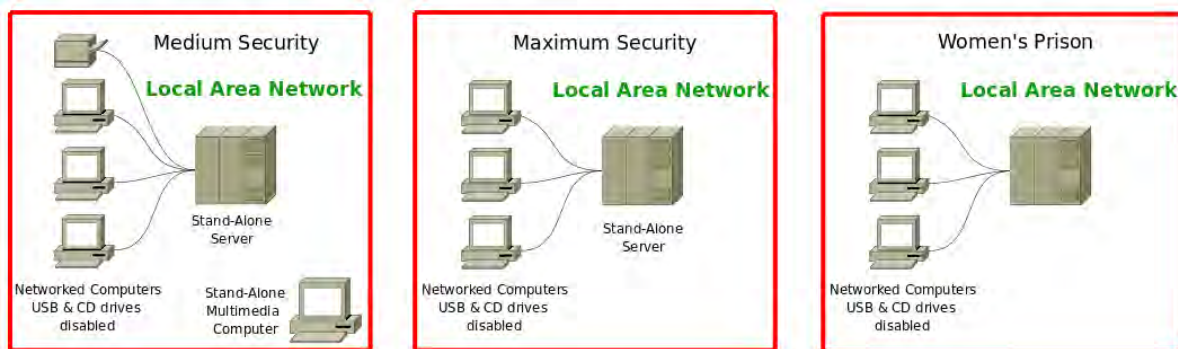 Medium Security
Local Area Network
Stand-Alone
Server
Networked Computers
USB & CD drives
disabled
Stand-Alone
Multimedia
Computer
Maximum Security
Local Area Network
Stand-Alone
Server
Networked Computers
USB & CD drives
disabled
Women's Prison
Local Area Network
Networked Computers
USB & CD drives
disabled